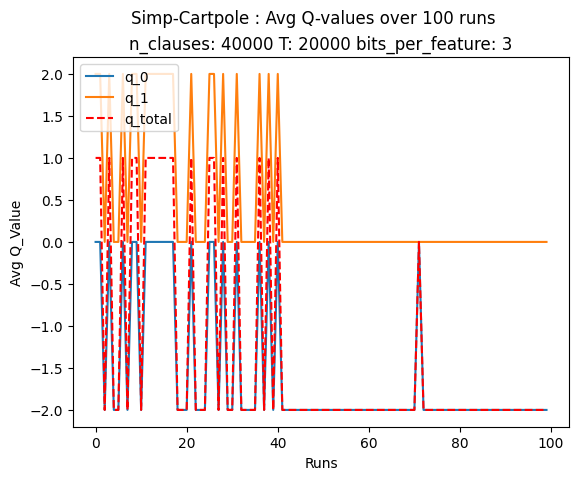 Simp-Cartpole : Avg Q-values over 100 runs
n_clauses: 40000 T: 20000 bits_per_feature: 3
q_0
q_1
q_total
2.0
1.5
1.0
0.5
0.0
−0.5
−1.0
−1.5
−2.0
Avg Q_Value
0
20
40
60
80
100
Runs